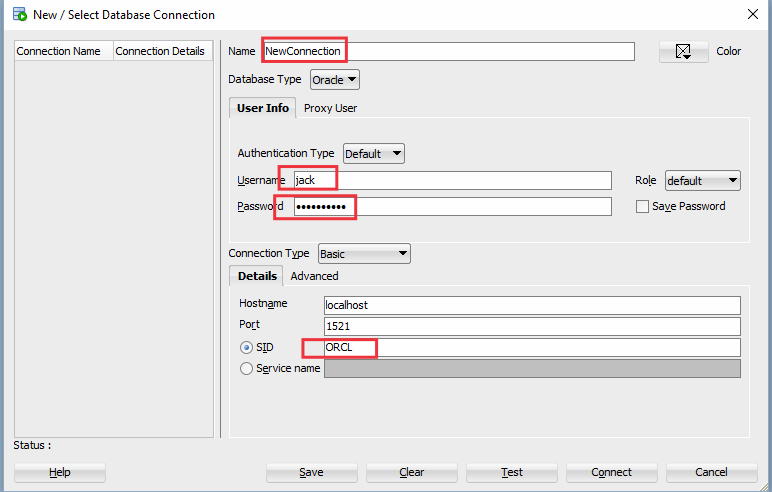 New / Select Database Connection
Connection Name Connection Details
Name NewConnection Color
Database Type Oracle
User Info Proxy User
Authentication Type Default
Username jack Role default
Password •••••••••• Save Password
Connection Type Basic
Details Advanced
Hostname localhost
Port 1521
SID ORCL
Service name
Status :
Help Save Clear Test Connect Cancel